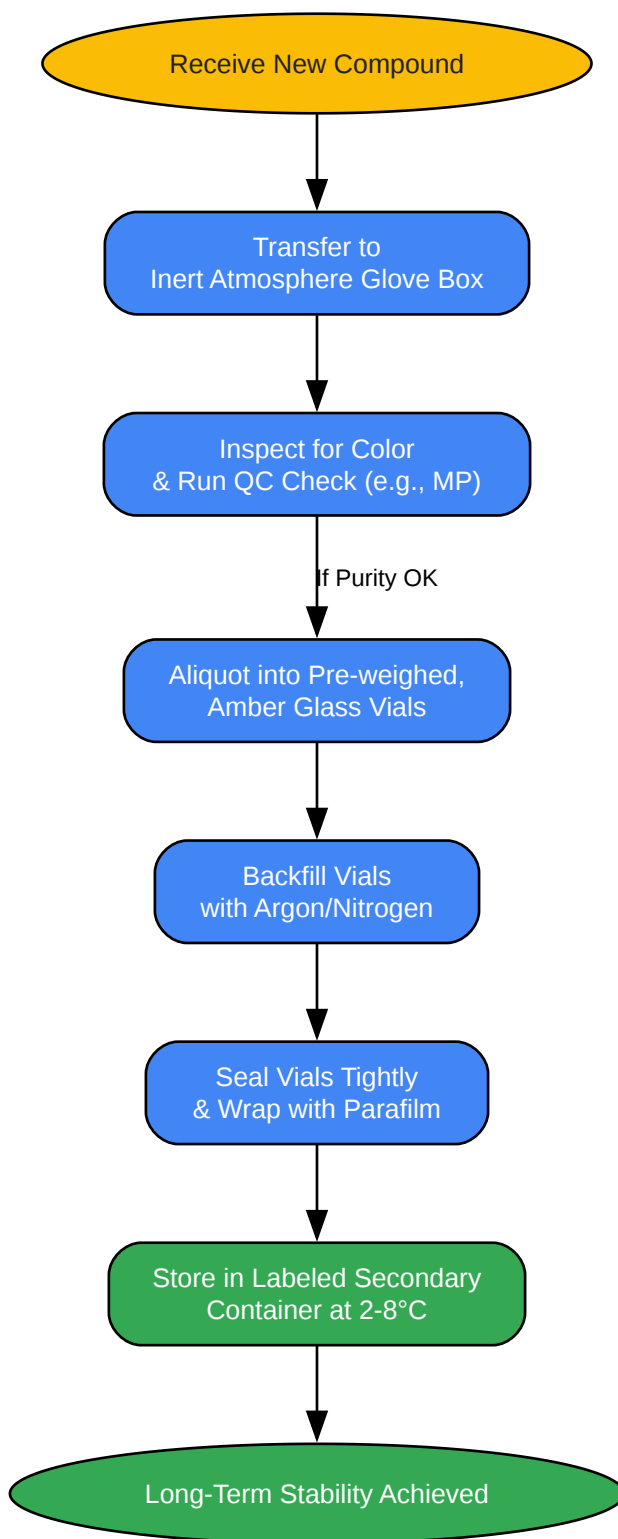 Receive New Compound
Transfer to
Inert Atmosphere Glove Box
Inspect for Color
& Run QC Check (e.g., MP)
If Purity OK
Aliquot into Pre-weighed,
Amber Glass Vials
Backfill Vials
with Argon/Nitrogen
Seal Vials Tightly
& Wrap with Parafilm
Store in Labeled Secondary
Container at 2-8°C
Long-Term Stability Achieved